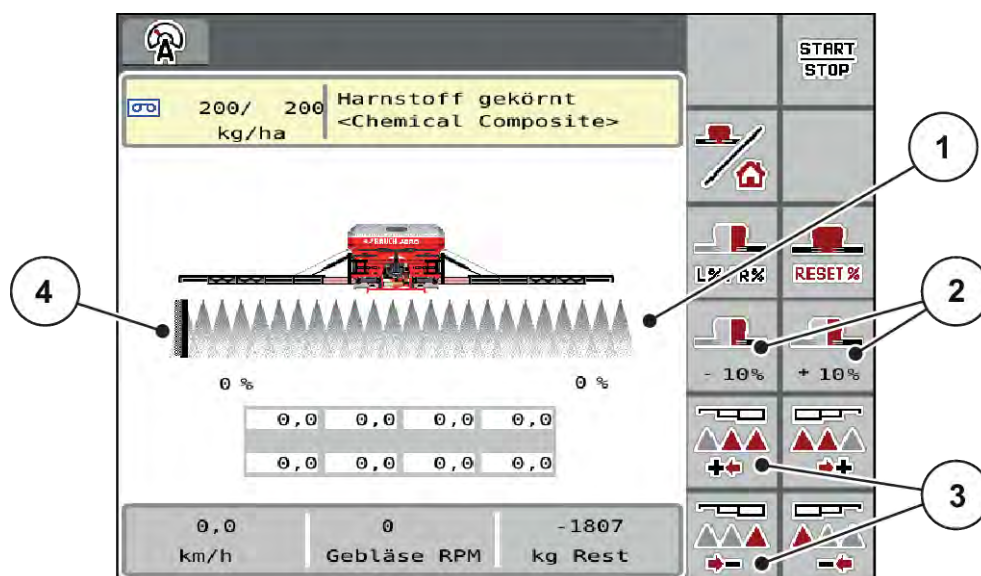 A
START
STOP
200/ 200
kg/ha
Harnstoff gekörnt
<Chemical Composite>
1
L% R%
RESET %
4
2
- 10%
+ 10%
0 %
0 %
0,0 0,0 0,0 0,0
0,0 0,0 0,0 0,0
3
0,0
km/h
0
Gebläse RPM
-1807
kg Rest